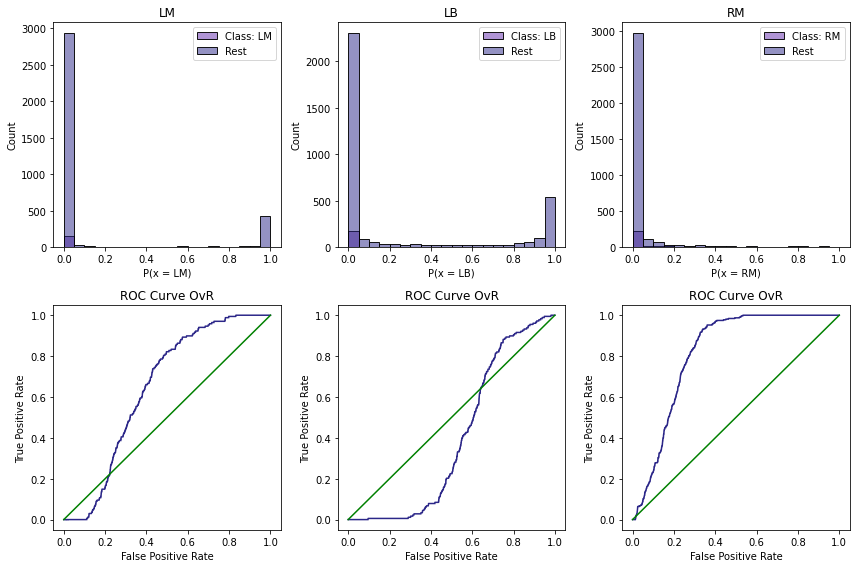 LM
LB
RM
Class: LM
Rest
Class: LB
Rest
Class: RM
Rest
3000
2500
2000
1500
1000
500
0
Count
2000
1500
1000
500
0
Count
3000
2500
2000
1500
1000
500
0
Count
0.0 0.2 0.4 0.6 0.8 1.0
0.0 0.2 0.4 0.6 0.8 1.0
0.0 0.2 0.4 0.6 0.8 1.0
P(x = LM)
P(x = LB)
P(x = RM)
ROC Curve OvR
ROC Curve OvR
ROC Curve OvR
1.0
0.8
0.6
0.4
0.2
0.0
True Positive Rate
1.0
0.8
0.6
0.4
0.2
0.0
True Positive Rate
1.0
0.8
0.6
0.4
0.2
0.0
True Positive Rate
0.0 0.2 0.4 0.6 0.8 1.0
0.0 0.2 0.4 0.6 0.8 1.0
0.0 0.2 0.4 0.6 0.8 1.0
False Positive Rate
False Positive Rate
False Positive Rate